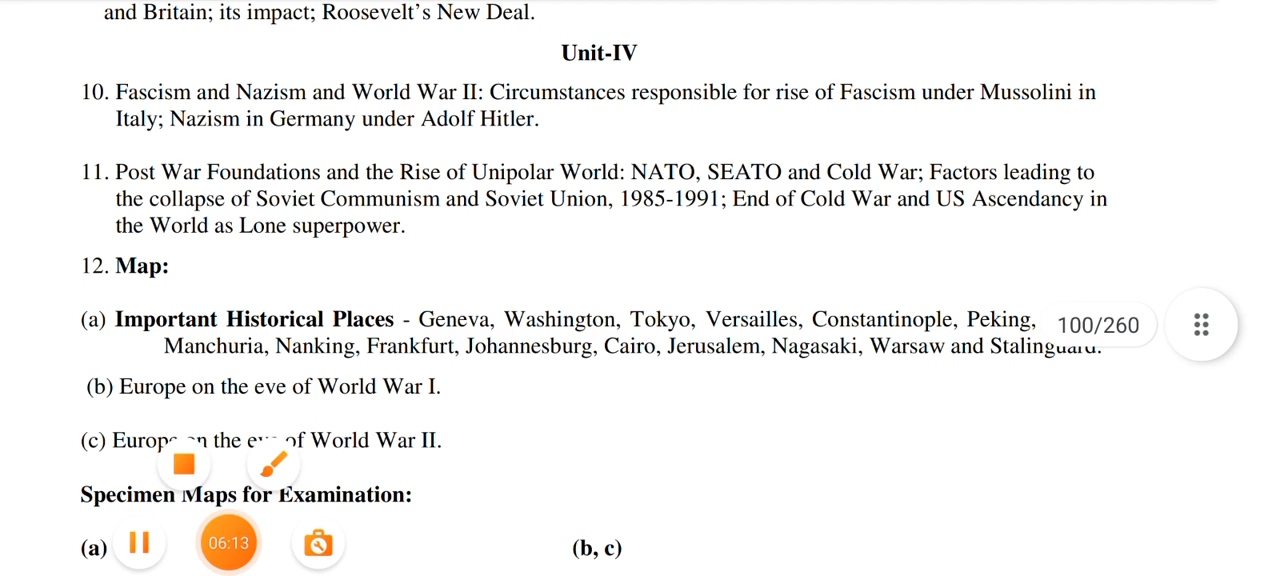 and Britain; its impact; Roosevelt's New Deal.
Unit-IV
10. Fascism and Nazism and World War II: Circumstances responsible for rise of Fascism under Mussolini in
Italy; Nazism in Germany under Adolf Hitler.
11. Post War Foundations and the Rise of Unipolar World: NATO, SEATO and Cold War; Factors leading to
the collapse of Soviet Communism and Soviet Union, 1985-1991; End of Cold War and US Ascendancy in
the World as Lone superpower.
12. Map:
(a) Important Historical Places - Geneva, Washington, Tokyo, Versailles, Constantinople, Peking,
100/260
Manchuria, Nanking, Frankfurt, Johannesburg, Cairo, Jerusalem, Nagasaki, Warsaw and Stalinguard.
(b) Europe on the eve of World War I.
(c) Europe on the eve of World War II.
Specimen Maps for Examination:
(a) 06:13 (b, c)